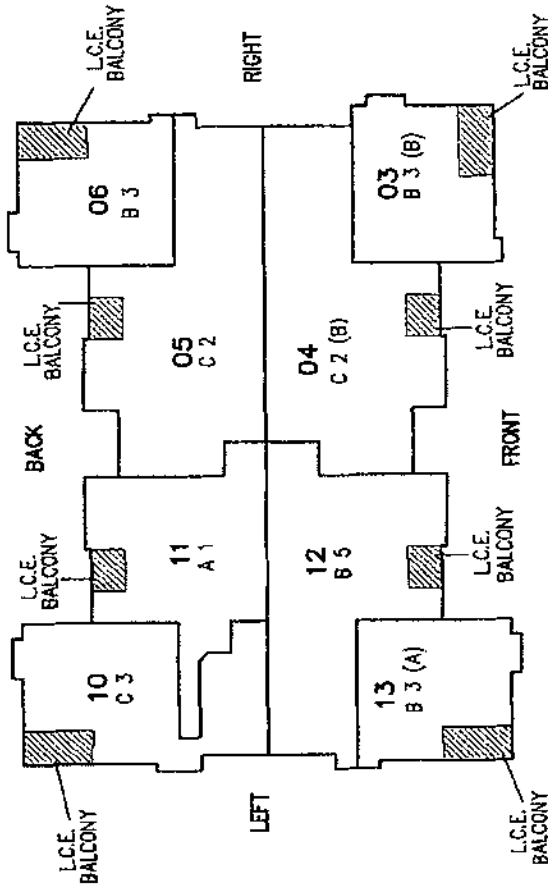 BACK
L.C.E.
BALCONY
L.C.E.
BALCONY
L.C.E.
BALCONY
L.C.E.
BALCONY
10
C 3
11
A 1
05
C 2
06
B 3
LEFT
RIGHT
13
B 3 (A)
12
B 5
04
C 2 (B)
03
B 3 (B)
L.C.E.
BALCONY
L.C.E.
BALCONY
L.C.E.
BALCONY
L.C.E.
BALCONY
FRONT